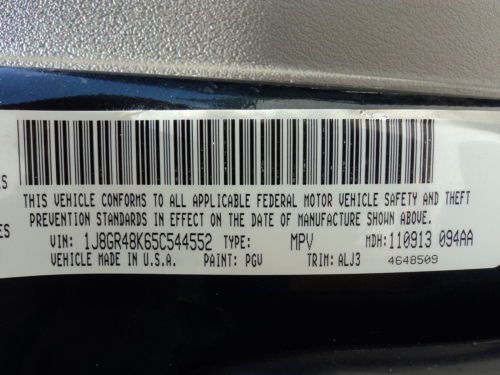 THIS VEHICLE CONFORMS TO ALL APPLICABLE FEDERAL MOTOR VEHICLE SAFETY AND THEFT
PREVENTION STANDARDS IN EFFECT ON THE DATE OF MANUFACTURE SHOWN ABOVE.
VIN: 1J8GR48K65C544552 TYPE: MPV MDH: 110913 094AA
VEHICLE MADE IN U.S.A. PAINT: PGV TRIM: ALJ3 4648509